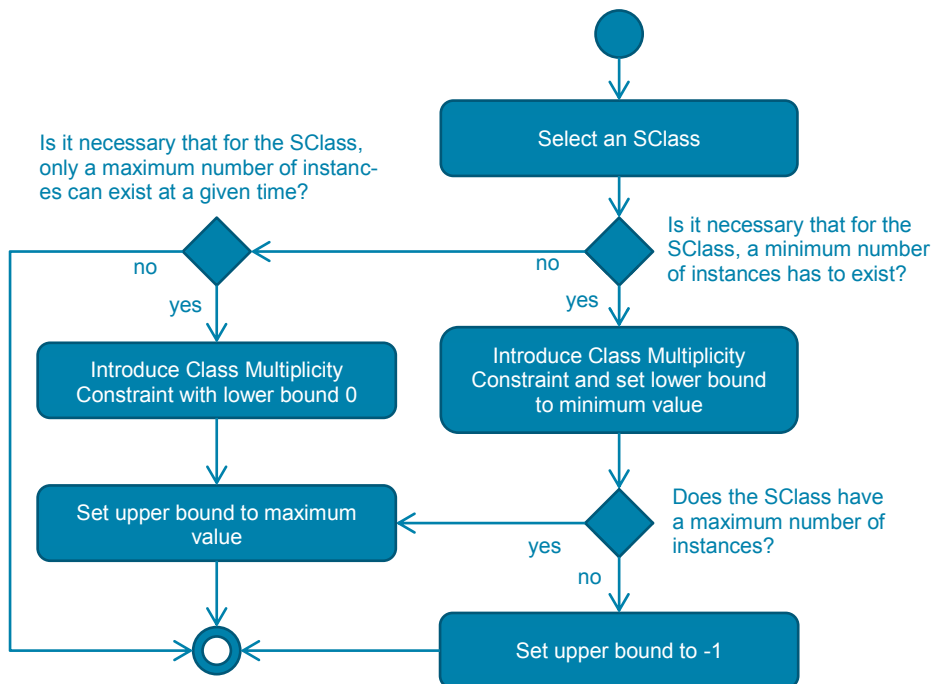 Select an SClass
Is it necessary that for the SClass,
only a maximum number of instanc-
es can exist at a given time?
Is it necessary that for the
SClass, a minimum number
of instances has to exist?
no
no
yes
yes
Introduce Class Multiplicity
Constraint with lower bound 0
Introduce Class Multiplicity
Constraint and set lower bound
to minimum value
Set upper bound to maximum
value
Does the SClass have
a maximum number of
instances?
yes
no
Set upper bound to -1